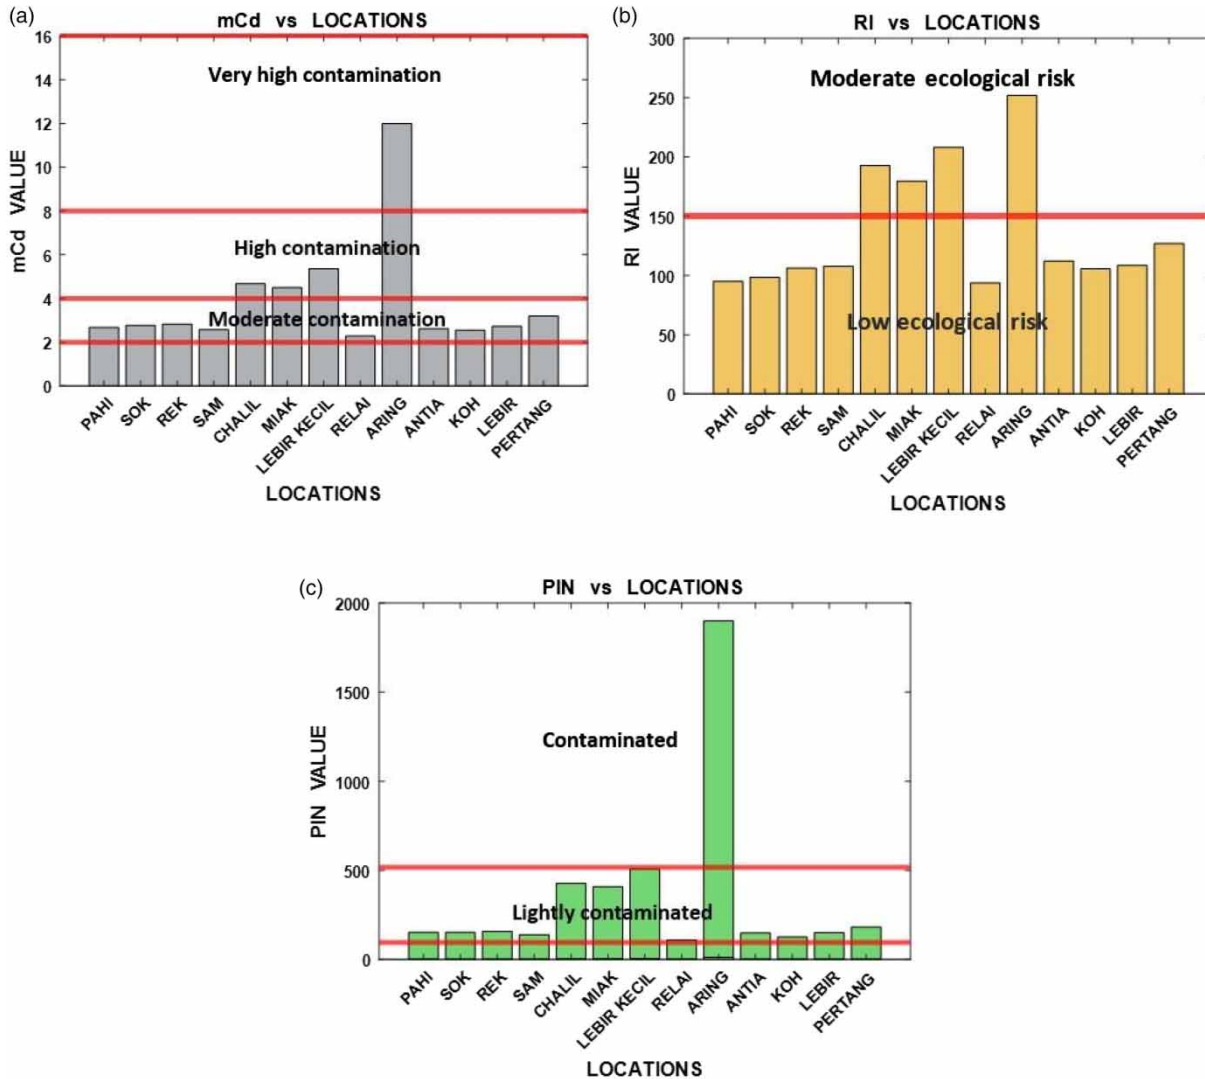 (a)
mCd vs LOCATIONS
16
14
12
10
8
6
4
2
0
mCd VALUE
Very high contamination
High contamination
Moderate contamination
PAHI
SOK
REK
SAM
CHALIL
MIAK
LEBIR KECIL
RELAI
ARING
ANTIA
KOH
LEBIR
PERTANG
LOCATIONS
(b)
RI vs LOCATIONS
300
250
200
150
100
50
0
RI VALUE
Moderate ecological risk
Low ecological risk
PAHI
SOK
REK
SAM
CHALIL
MIAK
LEBIR KECIL
RELAI
ARING
ANTIA
KOH
LEBIR
PERTANG
LOCATIONS
(c)
PIN vs LOCATIONS
2000
1500
1000
500
0
PIN VALUE
Contaminated
Lightly contaminated
PAHI
SOK
REK
SAM
CHALIL
MIAK
LEBIR KECIL
RELAI
ARING
ANTIA
KOH
LEBIR
PERTANG
LOCATIONS